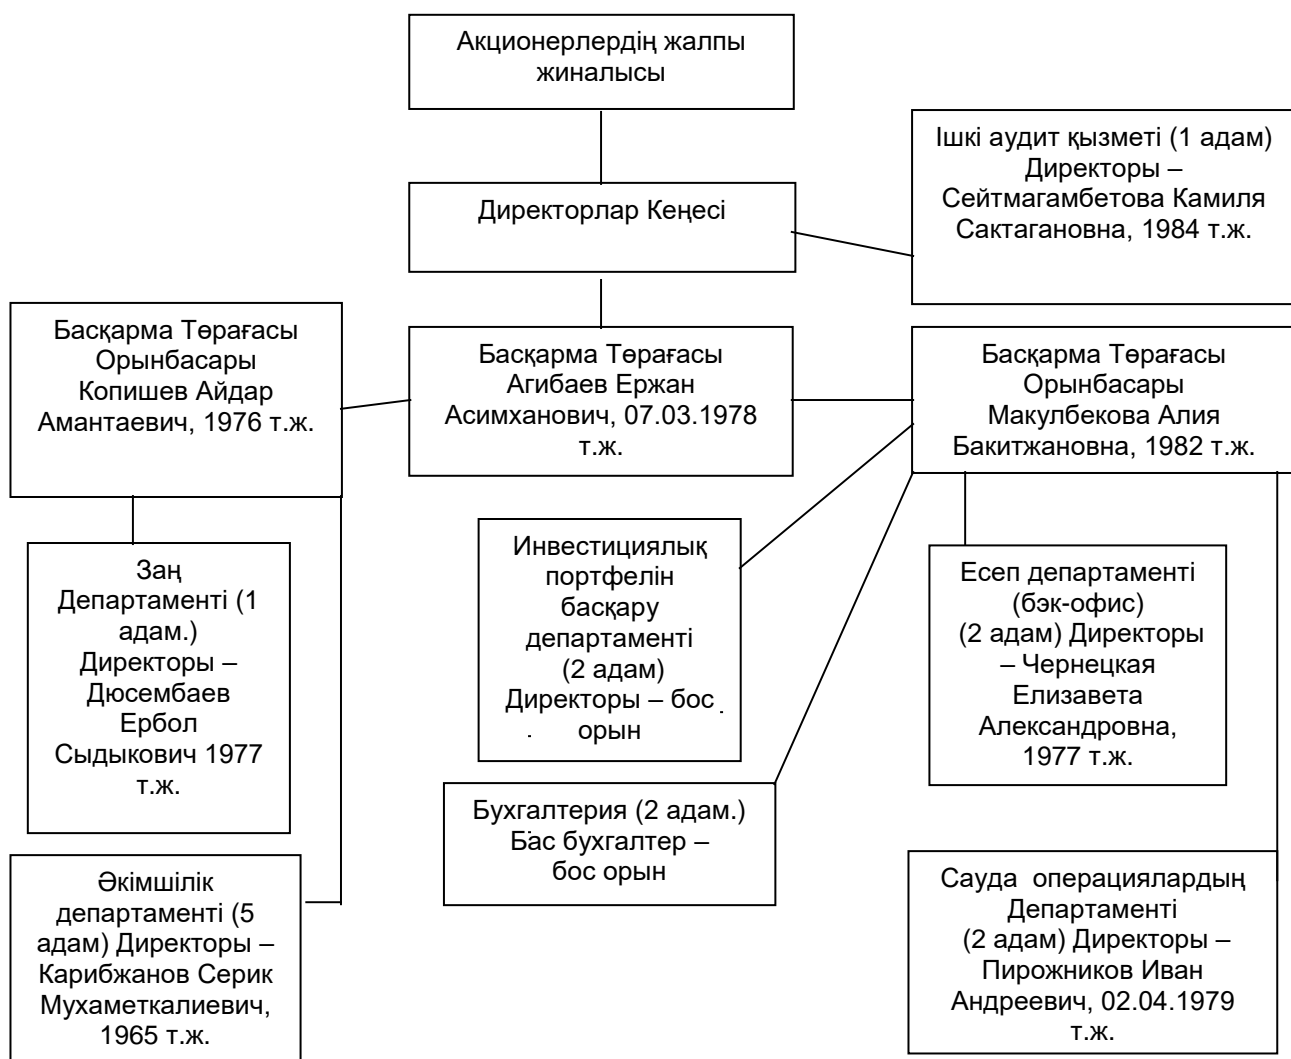 Акционерлердің жалпы
жиналысы
Ішкі аудит қызметі (1 адам)
Директоры –
Сейтмагамбетова Камиля
Сактагановна, 1984 т.ж.
Директорлар Кеңесі
Басқарма Төрағасы
Орынбасары
Копишев Айдар
Амантаевич, 1976 т.ж.
Басқарма Төрағасы
Агибаев Ержан
Асимханович, 07.03.1978
т.ж.
Басқарма Төрағасы
Орынбасары
Макулбекова Алия
Бакитжановна, 1982 т.ж.
Заң
Департаменті (1
адам.)
Директоры –
Дюсембаев
Ербол
Сыдыкович 1977
т.ж.
Инвестициялық
портфелін
басқару
департаменті
(2 адам)
Директоры – бос
орын
Есеп департаменті
(бэк-офис)
(2 адам) Директоры
– Чернецкая
Елизавета
Александровна,
1977 т.ж.
Бухгалтерия (2 адам.)
Бас бухгалтер –
бос орын
Әкімшілік
департаменті (5
адам) Директоры –
Карибжанов Серик
Мухаметкалиевич,
1965 т.ж.
Сауда операциялардың
Департаменті
(2 адам) Директоры –
Пирожников Иван
Андреевич, 02.04.1979
т.ж.